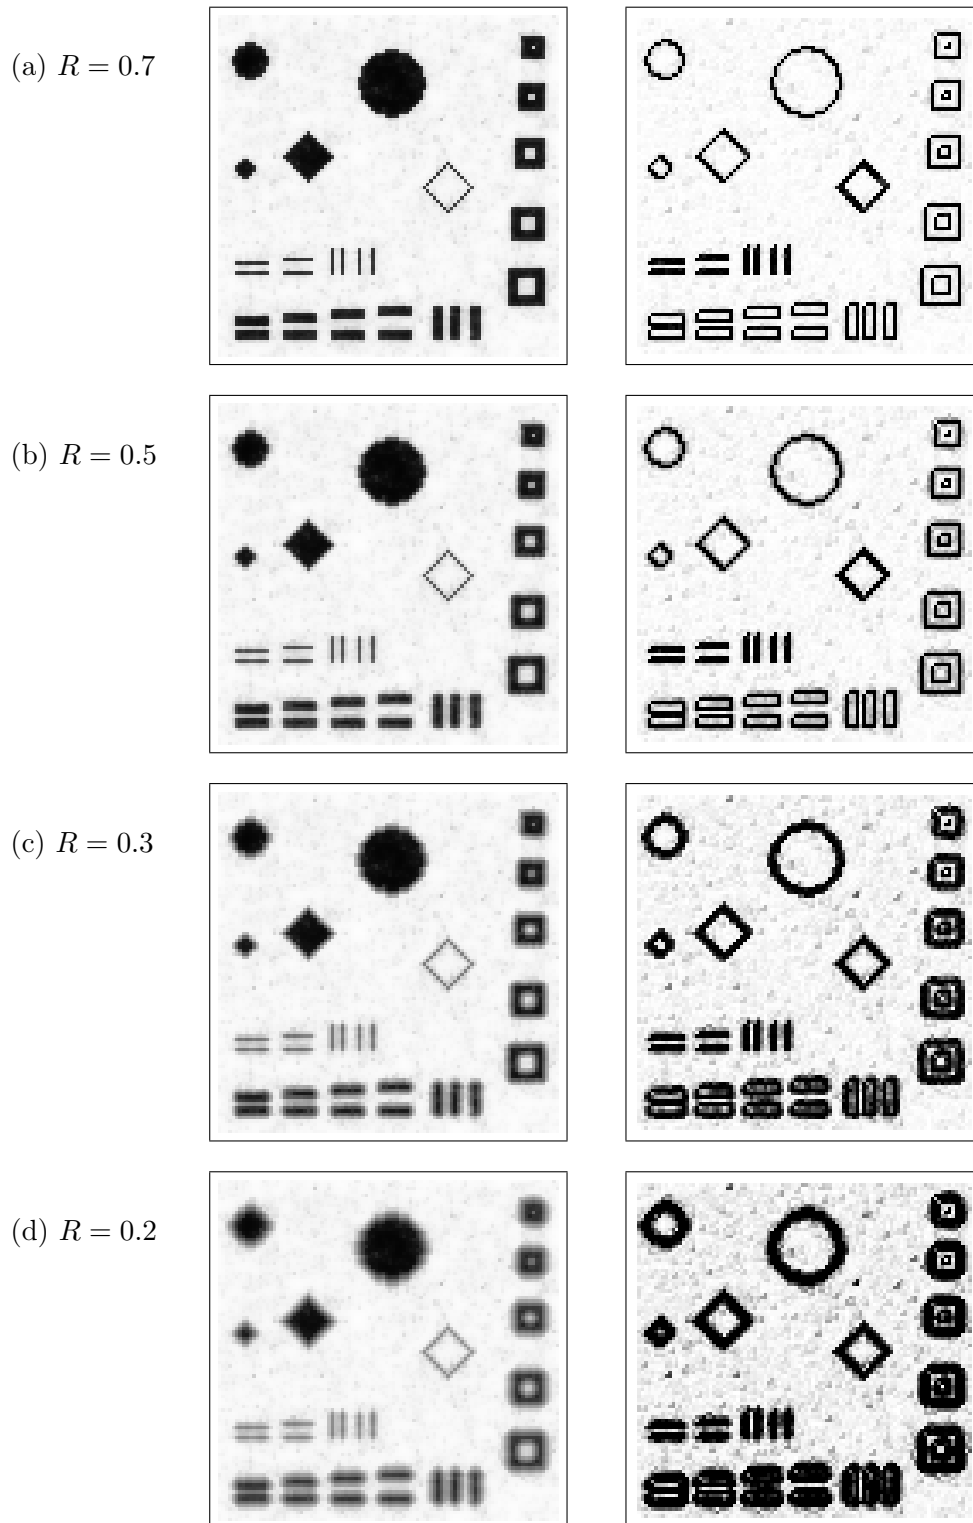 (a) R = 0.7
(b) R = 0.5
(c) R = 0.3
(d) R = 0.2